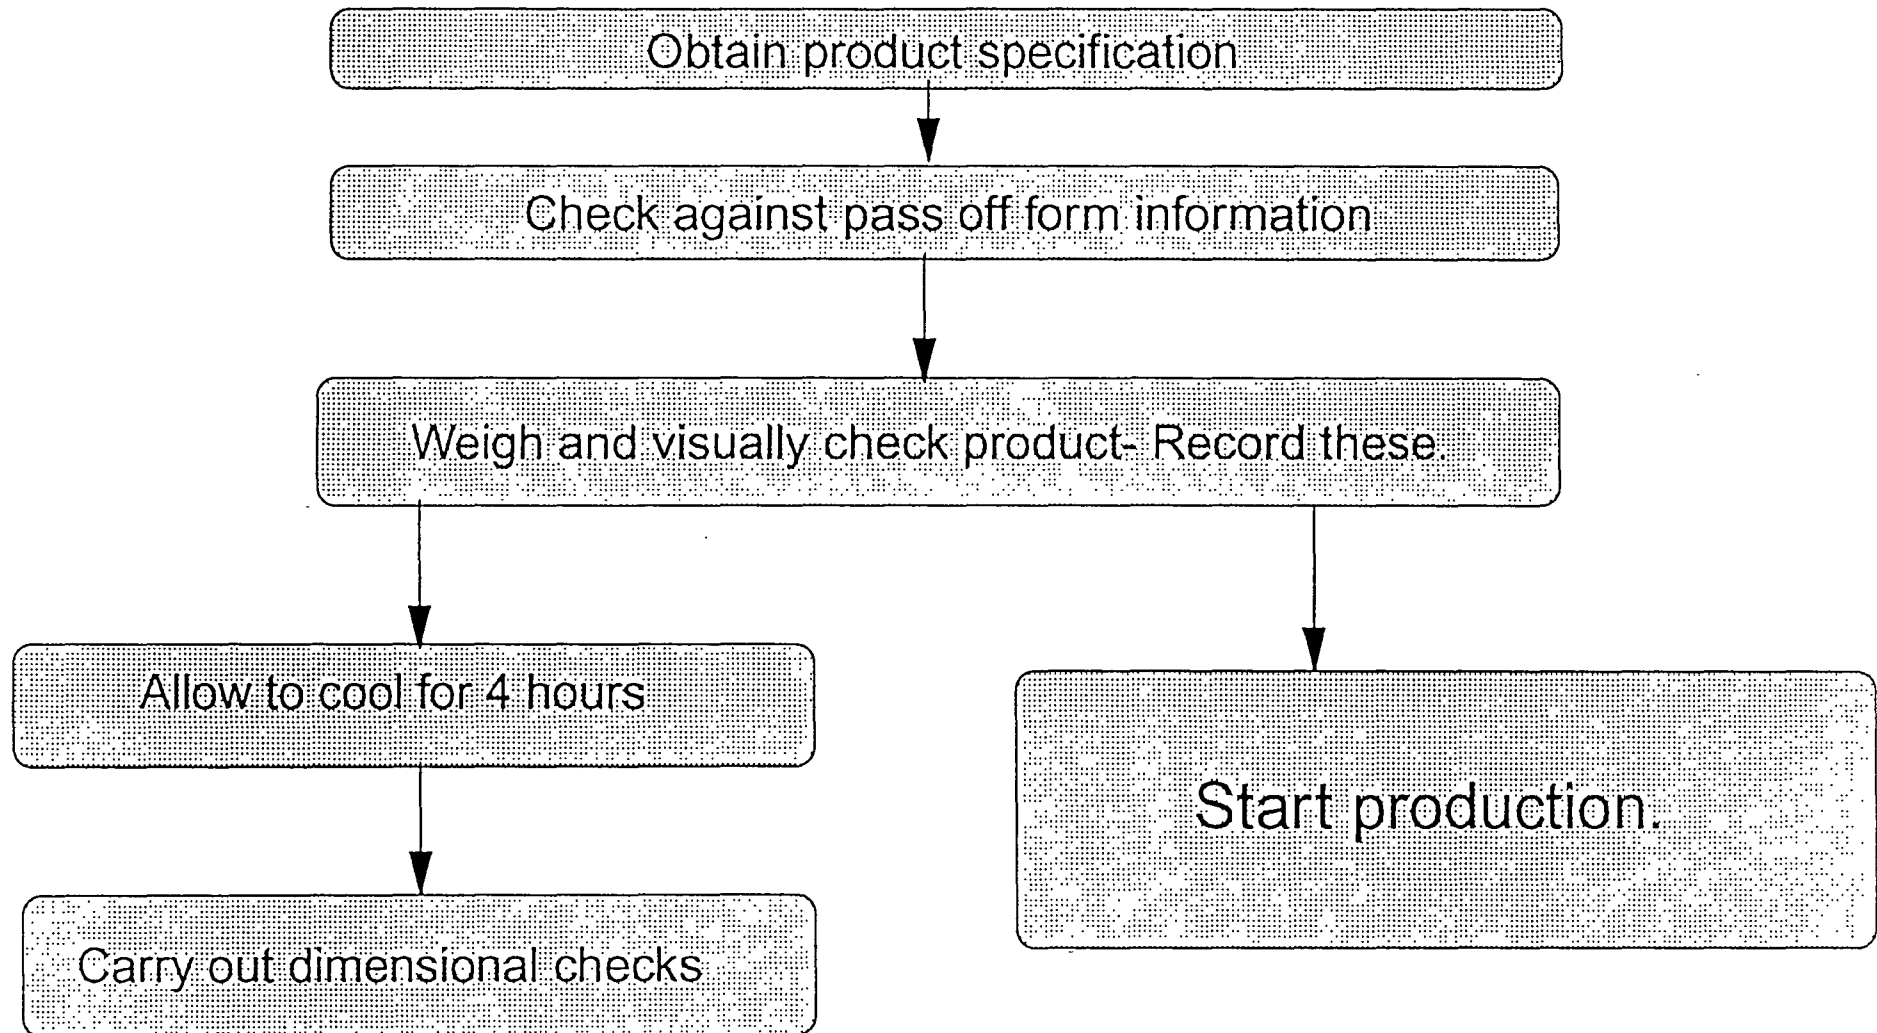 Obtain product specification
Check against pass off form information
Weigh and visually check product- Record these.
Allow to cool for 4 hours
Start production.
Carry out dimensional checks